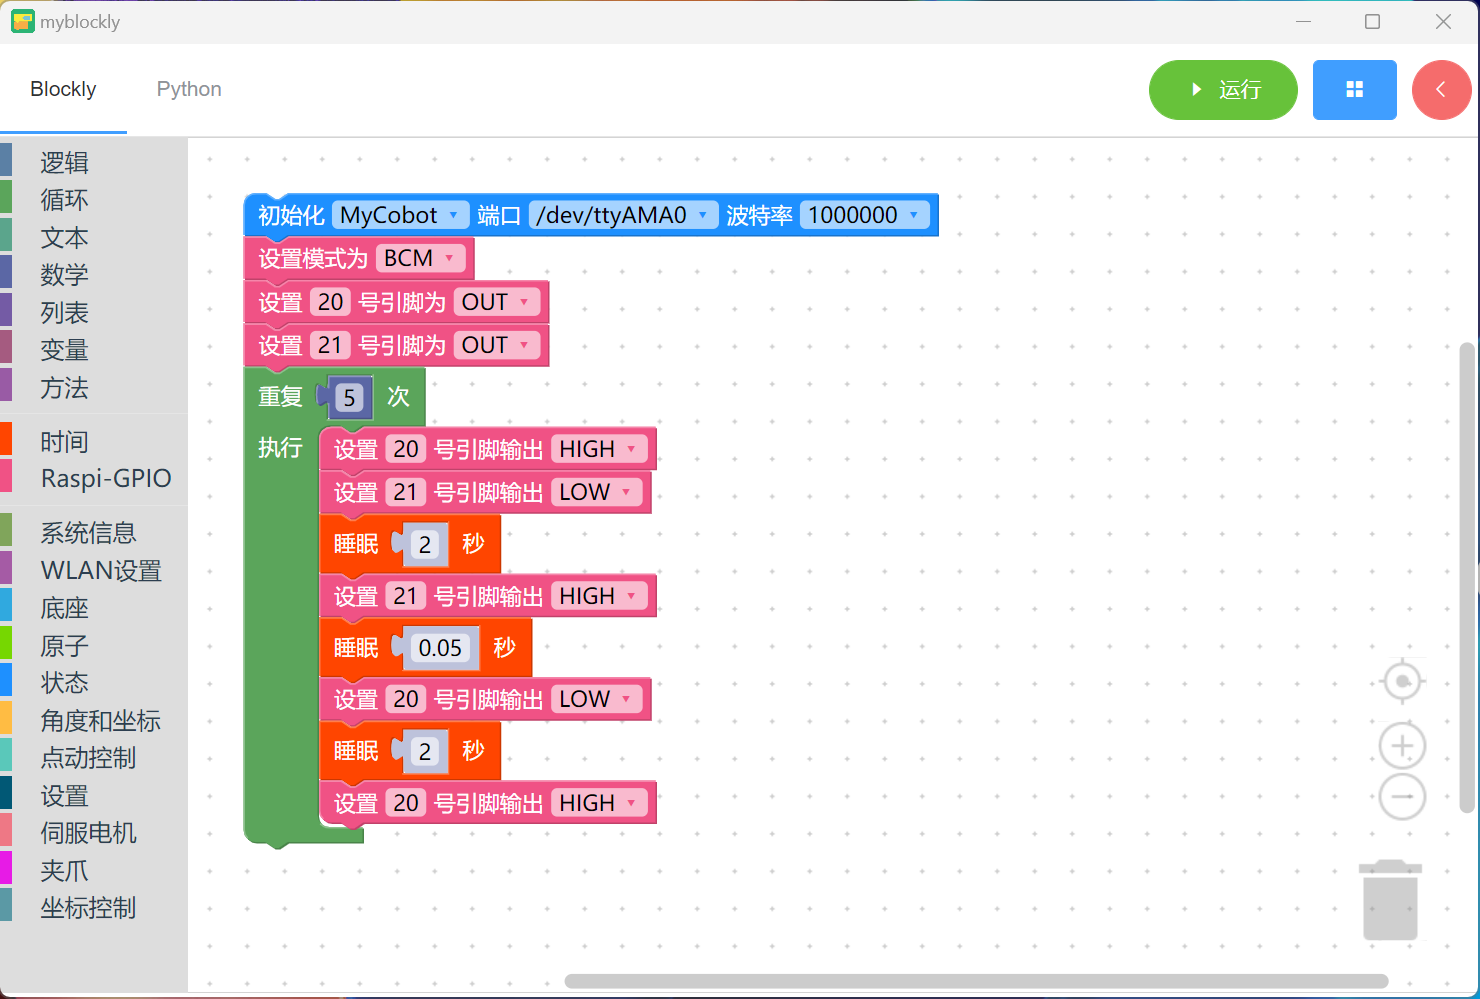 myblockly
Blockly
Python
运行
逻辑
循环
文本
数学
列表
变量
方法
时间
Raspi-GPIO
系统信息
WLAN设置
底座
原子
状态
角度和坐标
点动控制
设置
伺服电机
夹爪
坐标控制
初始化 MyCobot 端口 /dev/ttyAMA0 波特率 1000000
设置模式为 BCM
设置 20 号引脚为 OUT
设置 21 号引脚为 OUT
重复 5 次
执行 设置 20 号引脚输出 HIGH
设置 21 号引脚输出 LOW
睡眠 2 秒
设置 21 号引脚输出 HIGH
睡眠 0.05 秒
设置 20 号引脚输出 LOW
睡眠 2 秒
设置 20 号引脚输出 HIGH